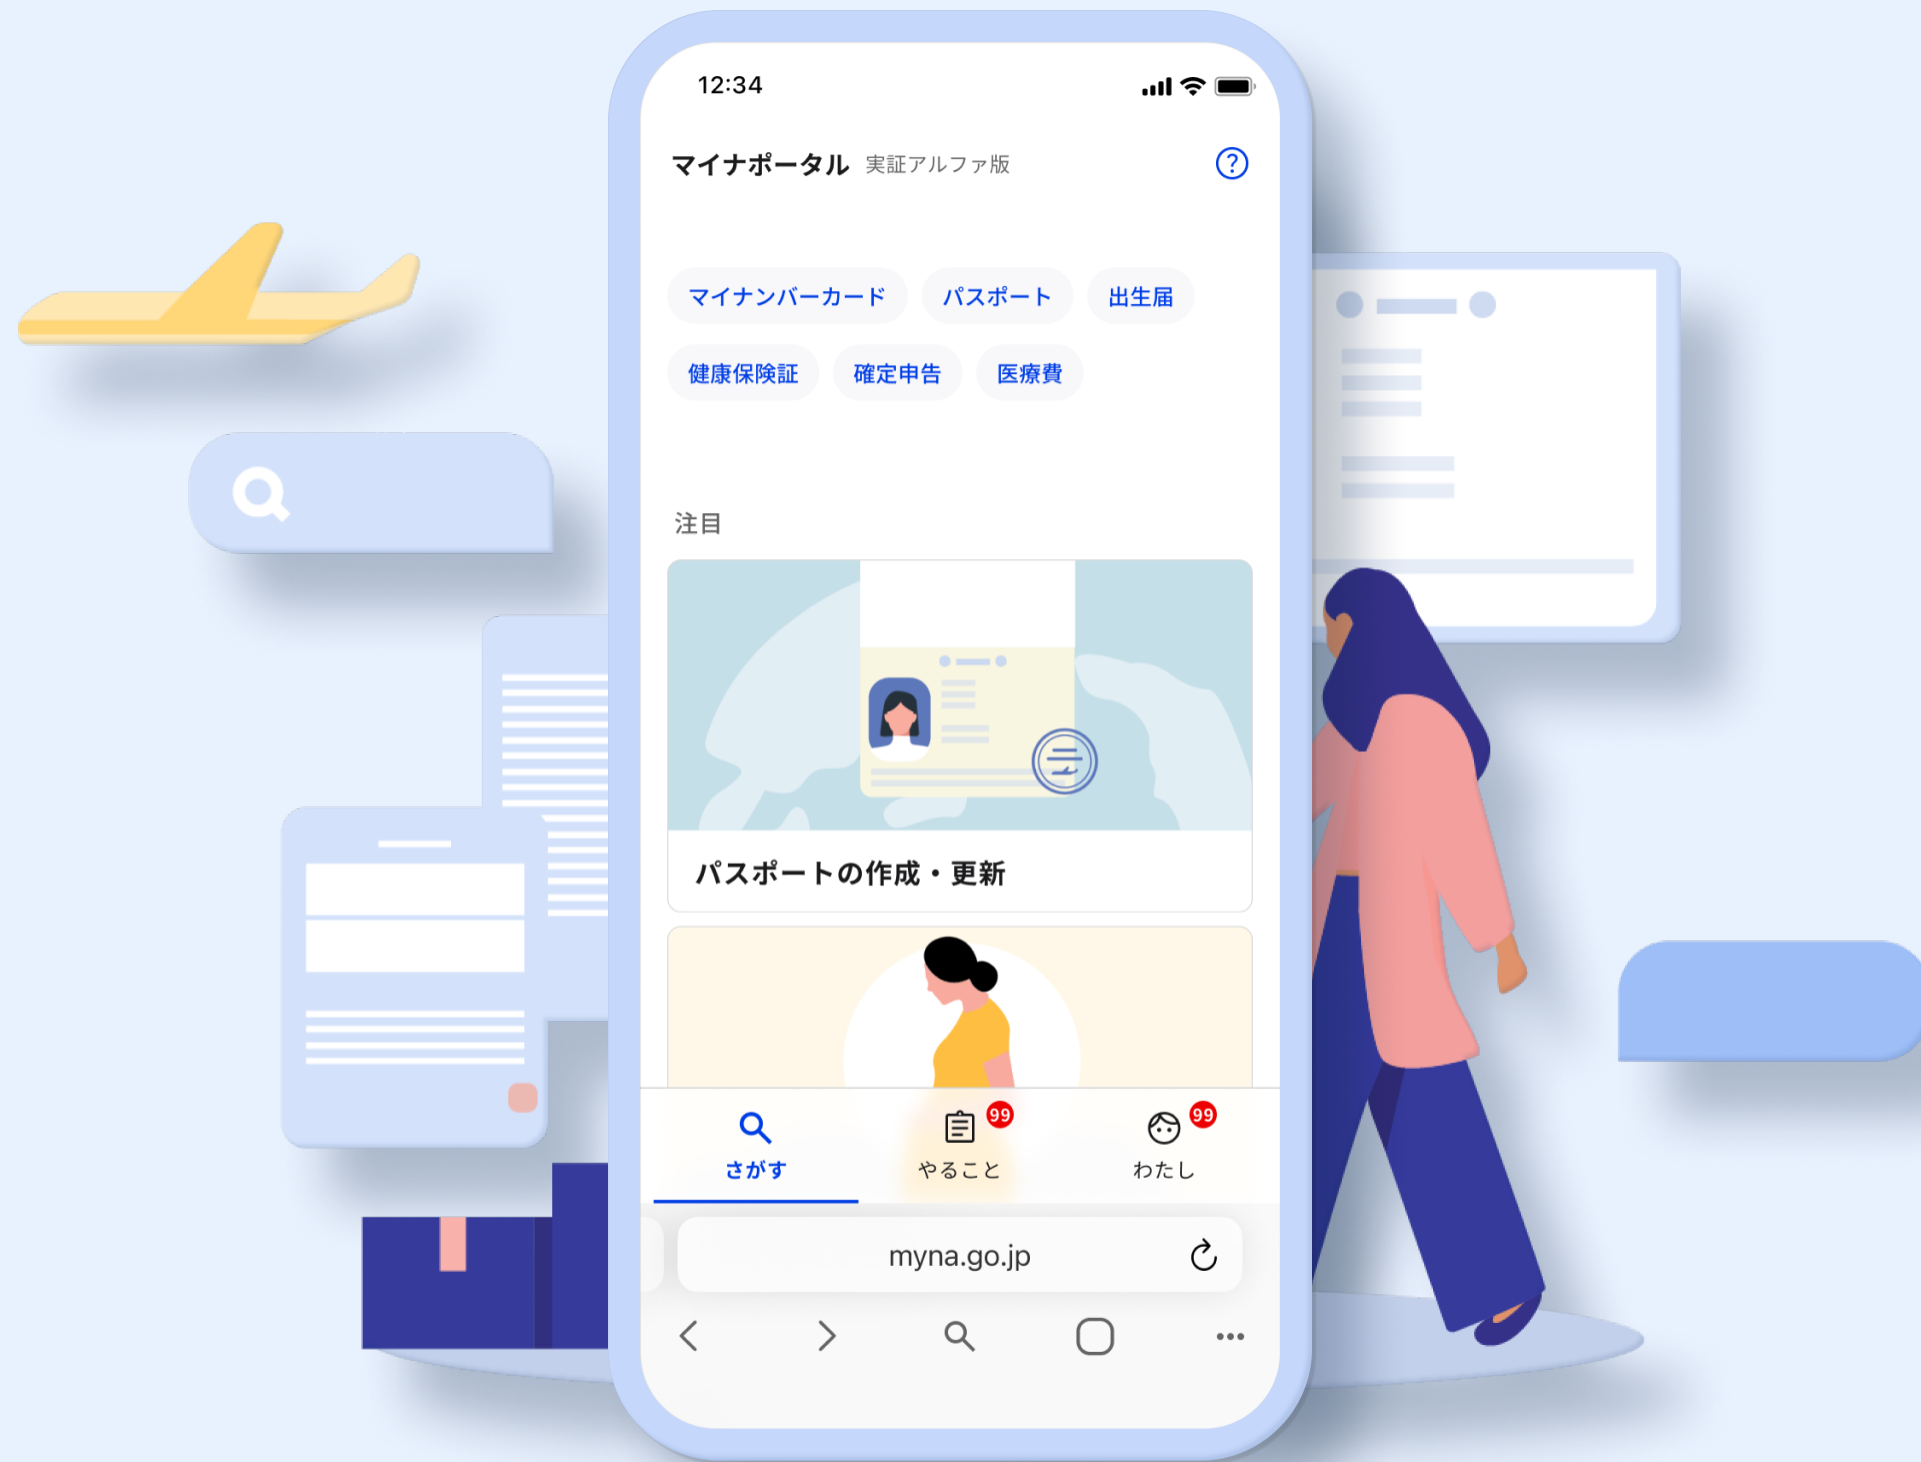 12:34
マイナポータル 実証アルファ版
マイナンバーカード パスポート 出生届
健康保険証 確定申告 医療費
注目
パスポートの作成・更新
99 99
さがす やること わたし
myna.go.jp